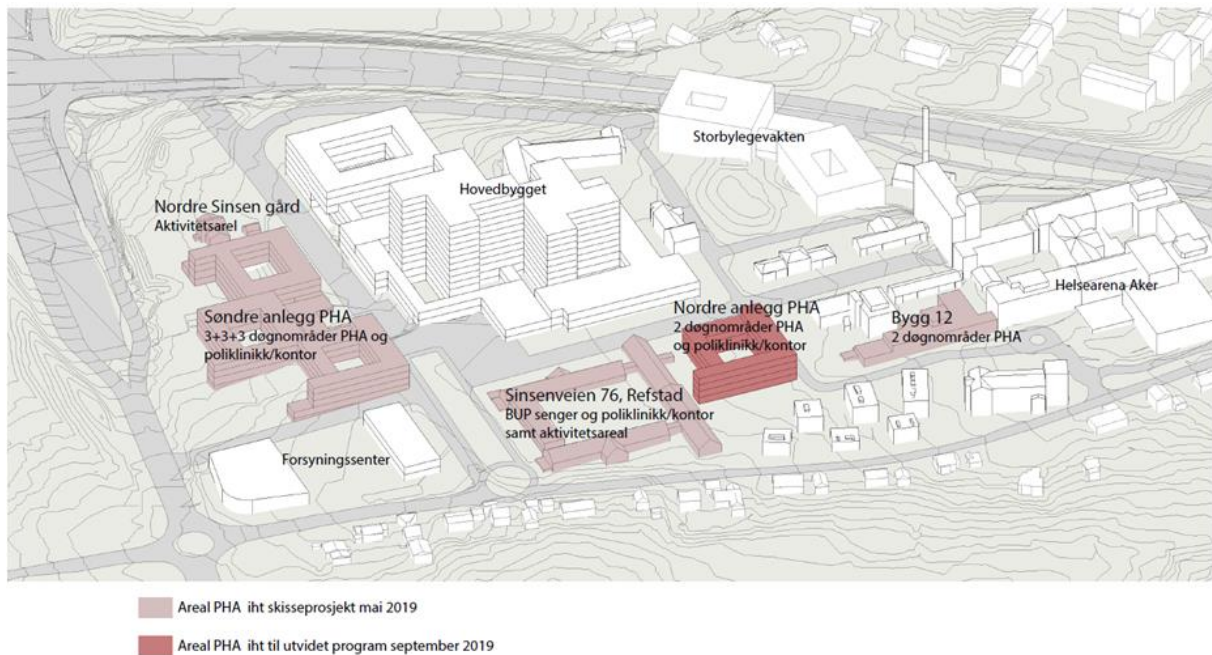 Storbylegevakten
Hovedbygget
Nordre Sinsen gård
Aktivitetsarel
Helsearena Aker
Søndre anlegg PHA
3+3+3 døgnområder PHA og
poliklinikk/kontor
Nordre anlegg PHA
2 døgnområder PHA
og poliklinikk/kontor
Bygg 12
2 døgnområder PHA
Sinsenveien 76, Refstad
BUP senger og poliklinikk/kontor
samt aktivitetsareal
Forsyningssenter
Areal PHA iht skisseprosjekt mai 2019
Areal PHA iht til utvidet program september 2019